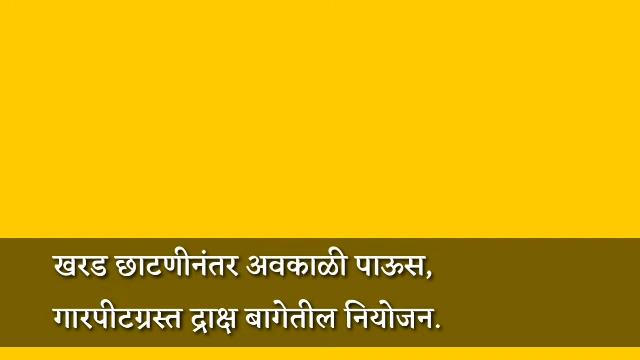 खरड छाटणीनंतर अवकाळी पाऊस,
गारपीटग्रस्त द्राक्ष बागेतील नियोजन.